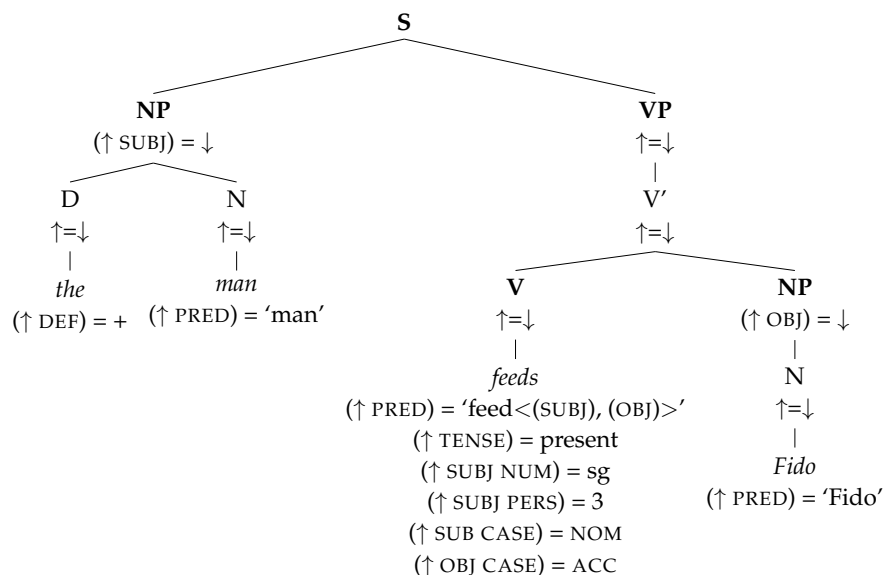 S
NP VP
(↑ SUBJ) = ↓ ↑=↓
D N V’
↑=↓ ↑=↓ ↑=↓
the man V NP
(↑ DEF) = + (↑ PRED) = ‘man’ ↑=↓ (↑ OBJ) = ↓
feeds N
(↑ PRED) = ‘feed<(SUBJ), (OBJ)>’ ↑=↓
(↑ TENSE) = present
(↑ SUBJ NUM) = sg Fido
(↑ SUBJ PERS) = 3 (↑ PRED) = ‘Fido’
(↑ SUB CASE) = NOM
(↑ OBJ CASE) = ACC